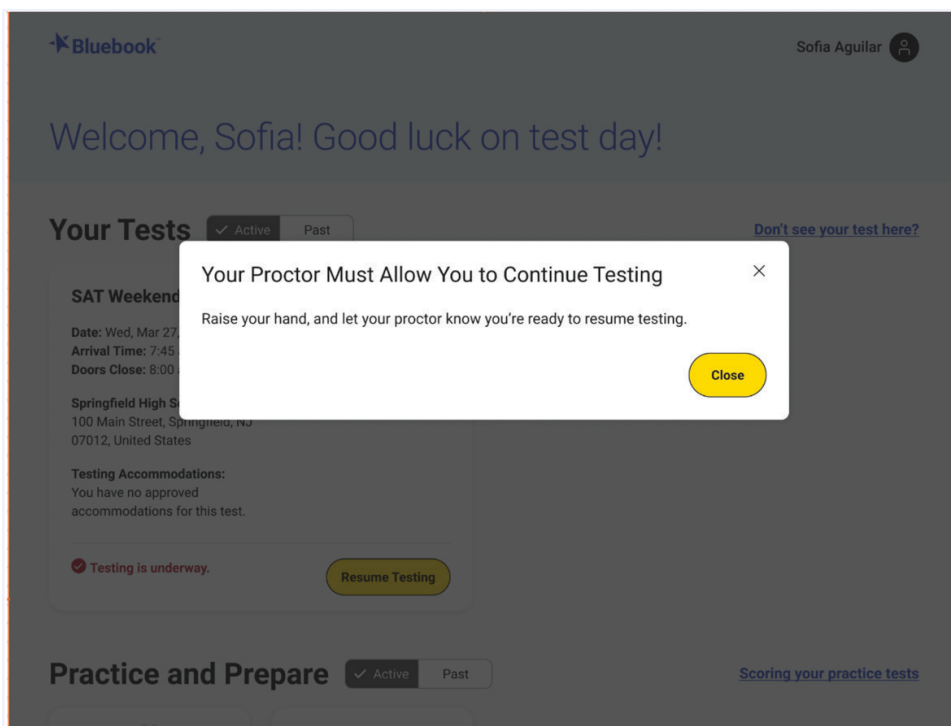 Bluebook
Sofia Aguilar
Welcome, Sofia! Good luck on test day!
Your Tests
Active
Past
Don't see your test here?
Your Proctor Must Allow You to Continue Testing
Raise your hand, and let your proctor know you're ready to resume testing.
Close
SAT Weekend
Date: Wed, Mar 27,
Arrival Time: 7:45
Doors Close: 8:00
Springfield High
100 Main Street, Springfield, NJ
07012, United States
Testing Accommodations:
You have no approved
accommodations for this test.
Testing is underway.
Resume Testing
Practice and Prepare
Active
Past
Scoring your practice tests